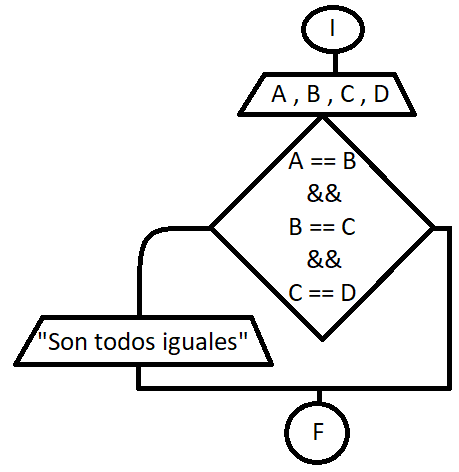 I
A , B , C , D
A == B
&&
B == C
&&
C == D
"Son todos iguales"
F